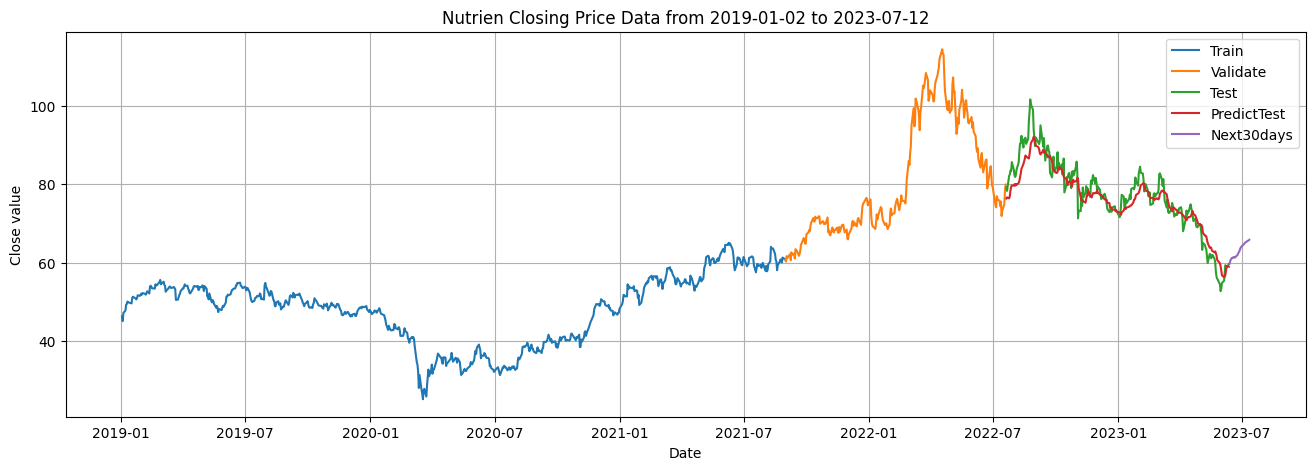 Nutrien Closing Price Data from 2019-01-02 to 2023-07-12
Train
Validate
Test
PredictTest
Next30days
Close value
100
80
60
40
2019-01
2019-07
2020-01
2020-07
2021-01
2021-07
2022-01
2022-07
2023-01
2023-07
Date